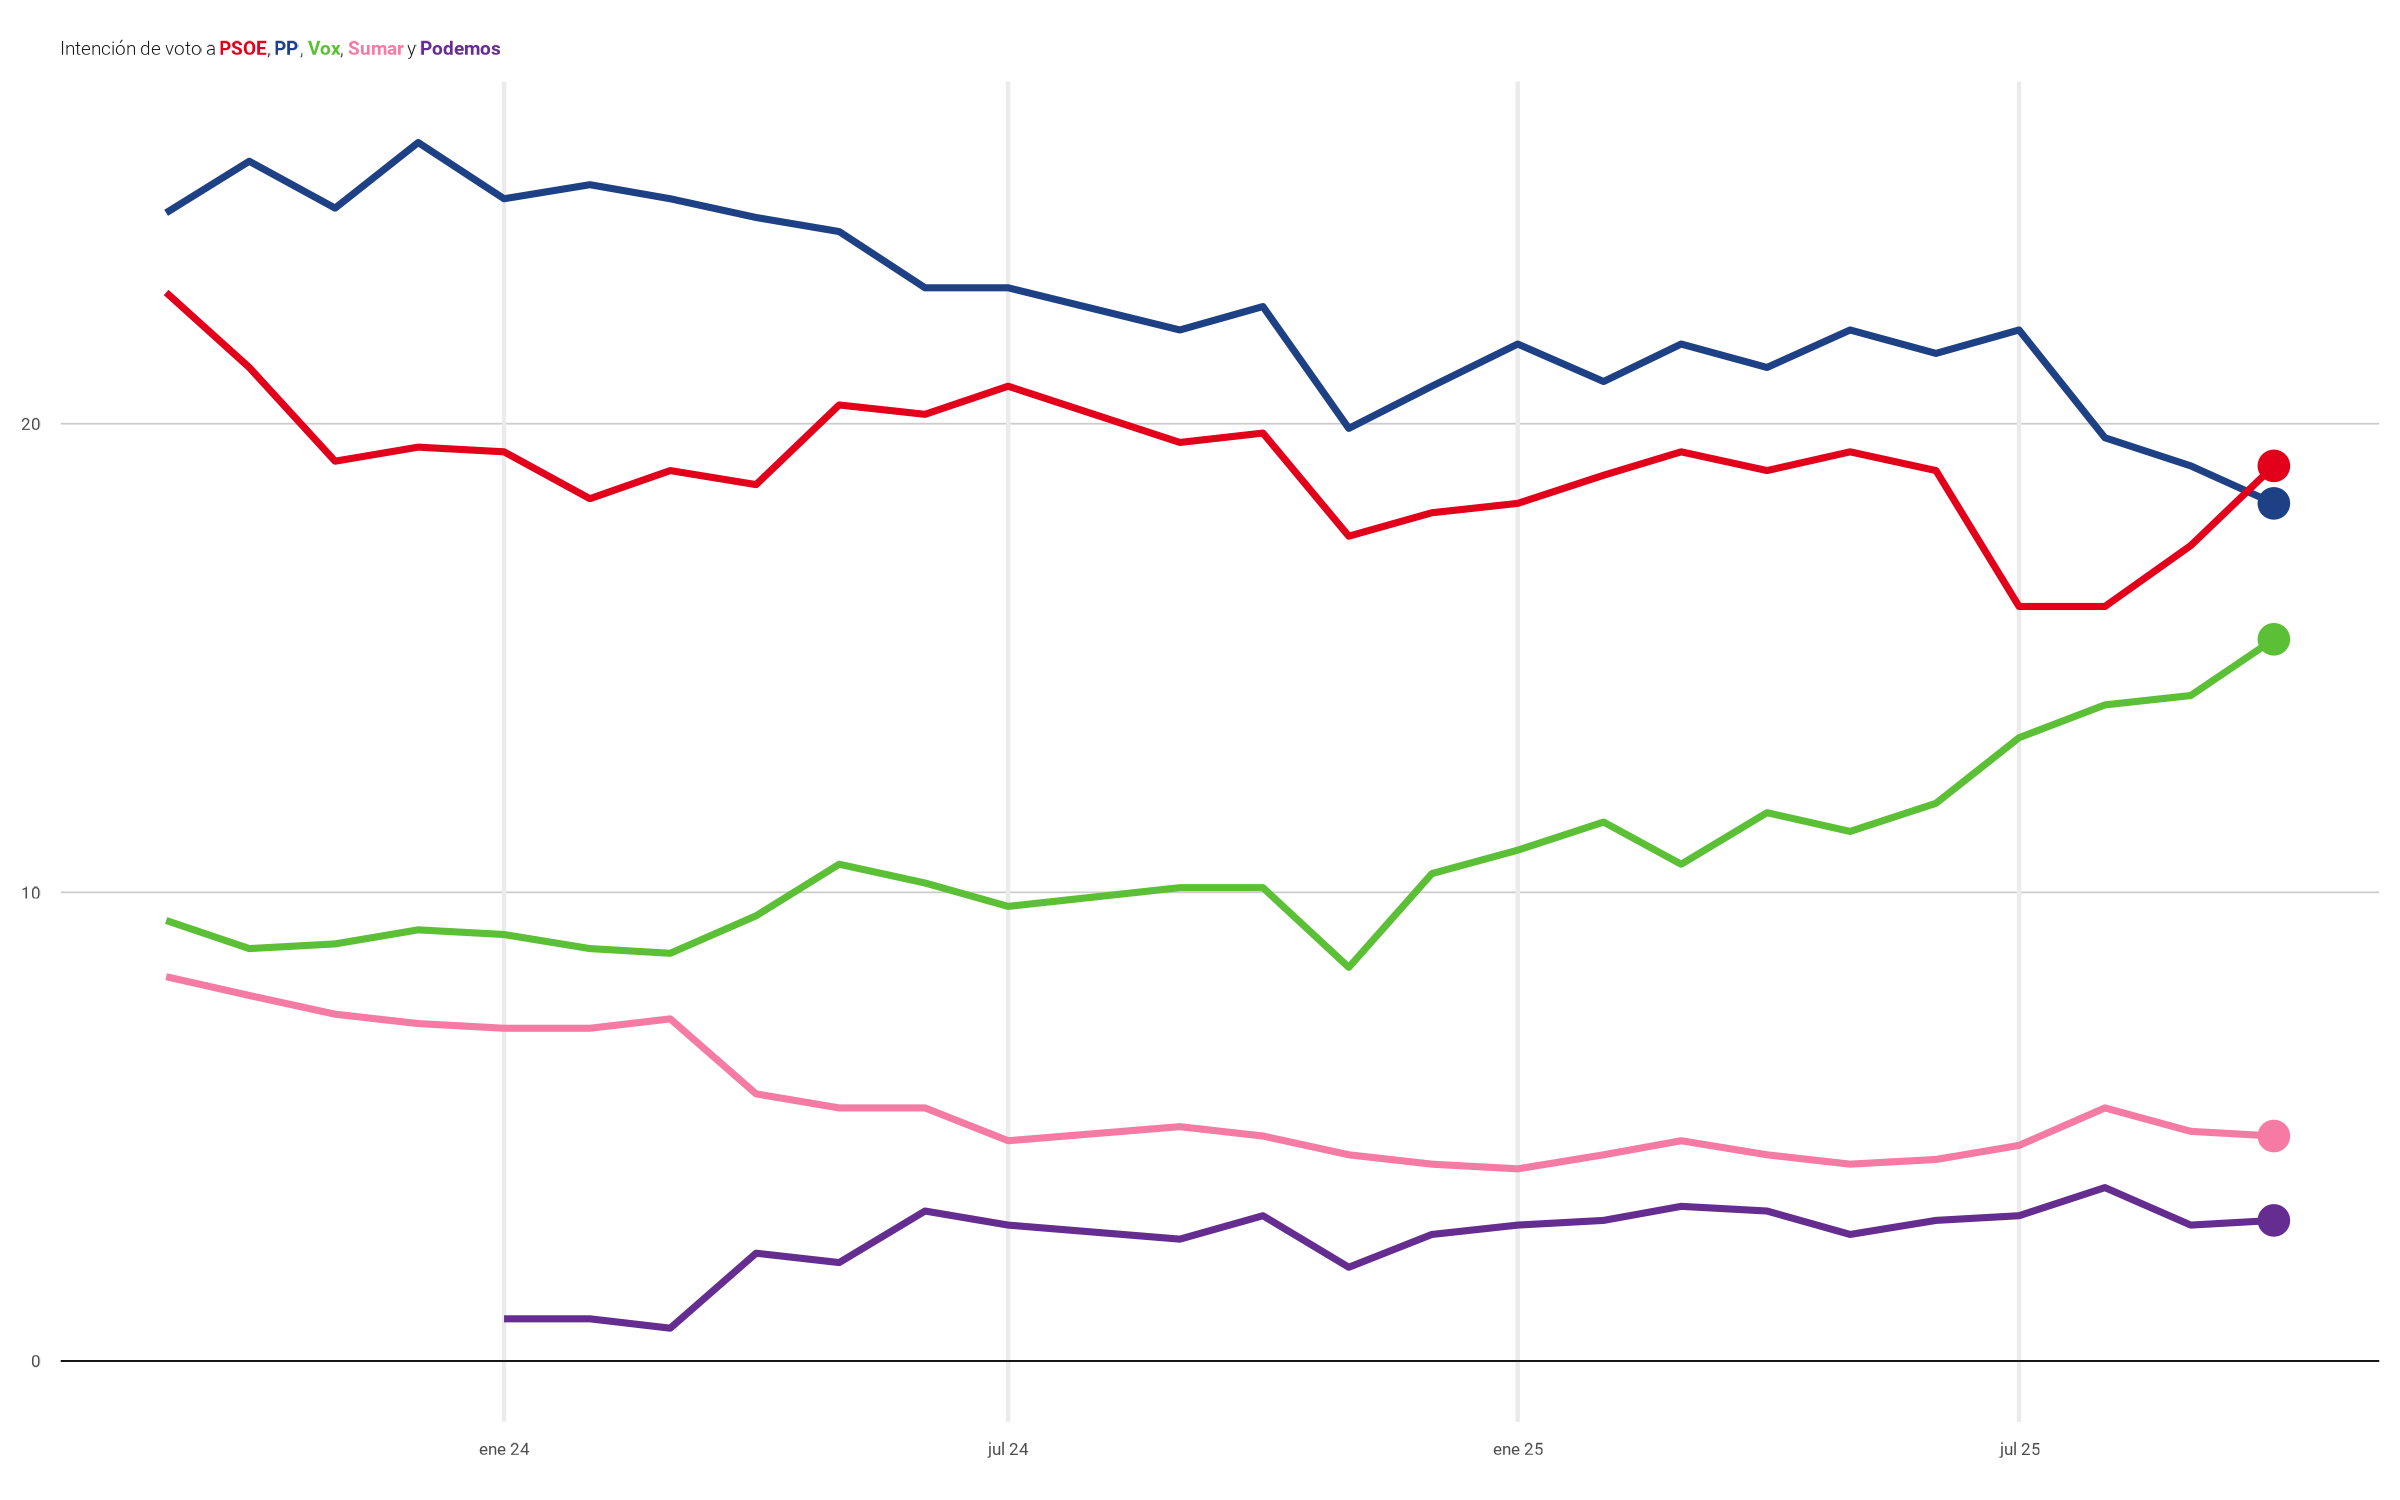 Intención de voto a PSOE, PP, Vox, Sumar y Podemos
20
10
0
ene 24
jul 24
ene 25
jul 25